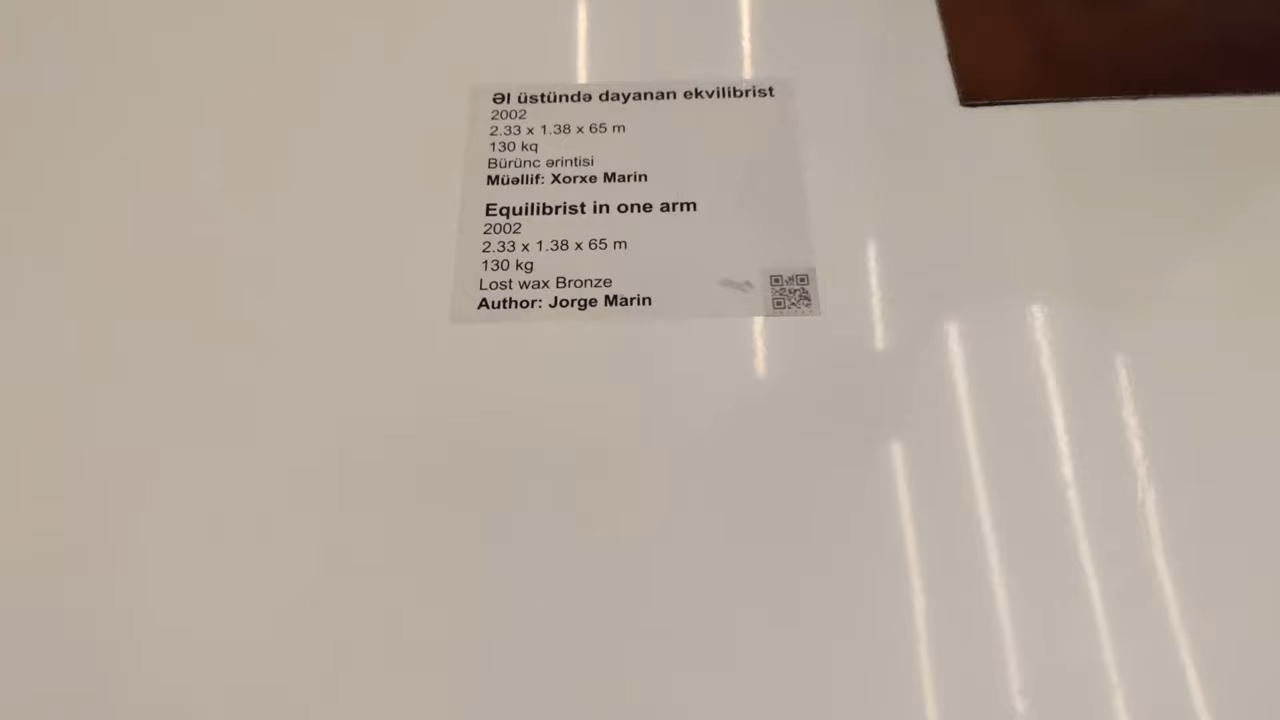 Əl üstündə dayanan ekvilibrist
2002
2.33 x 1.38 x 65 m
130 kq
Bürünc ərintisi
Müəllif: Xorxe Marin
Equilibrist in one arm
2002
2.33 x 1.38 x 65 m
130 kg
Lost wax Bronze
Author: Jorge Marin